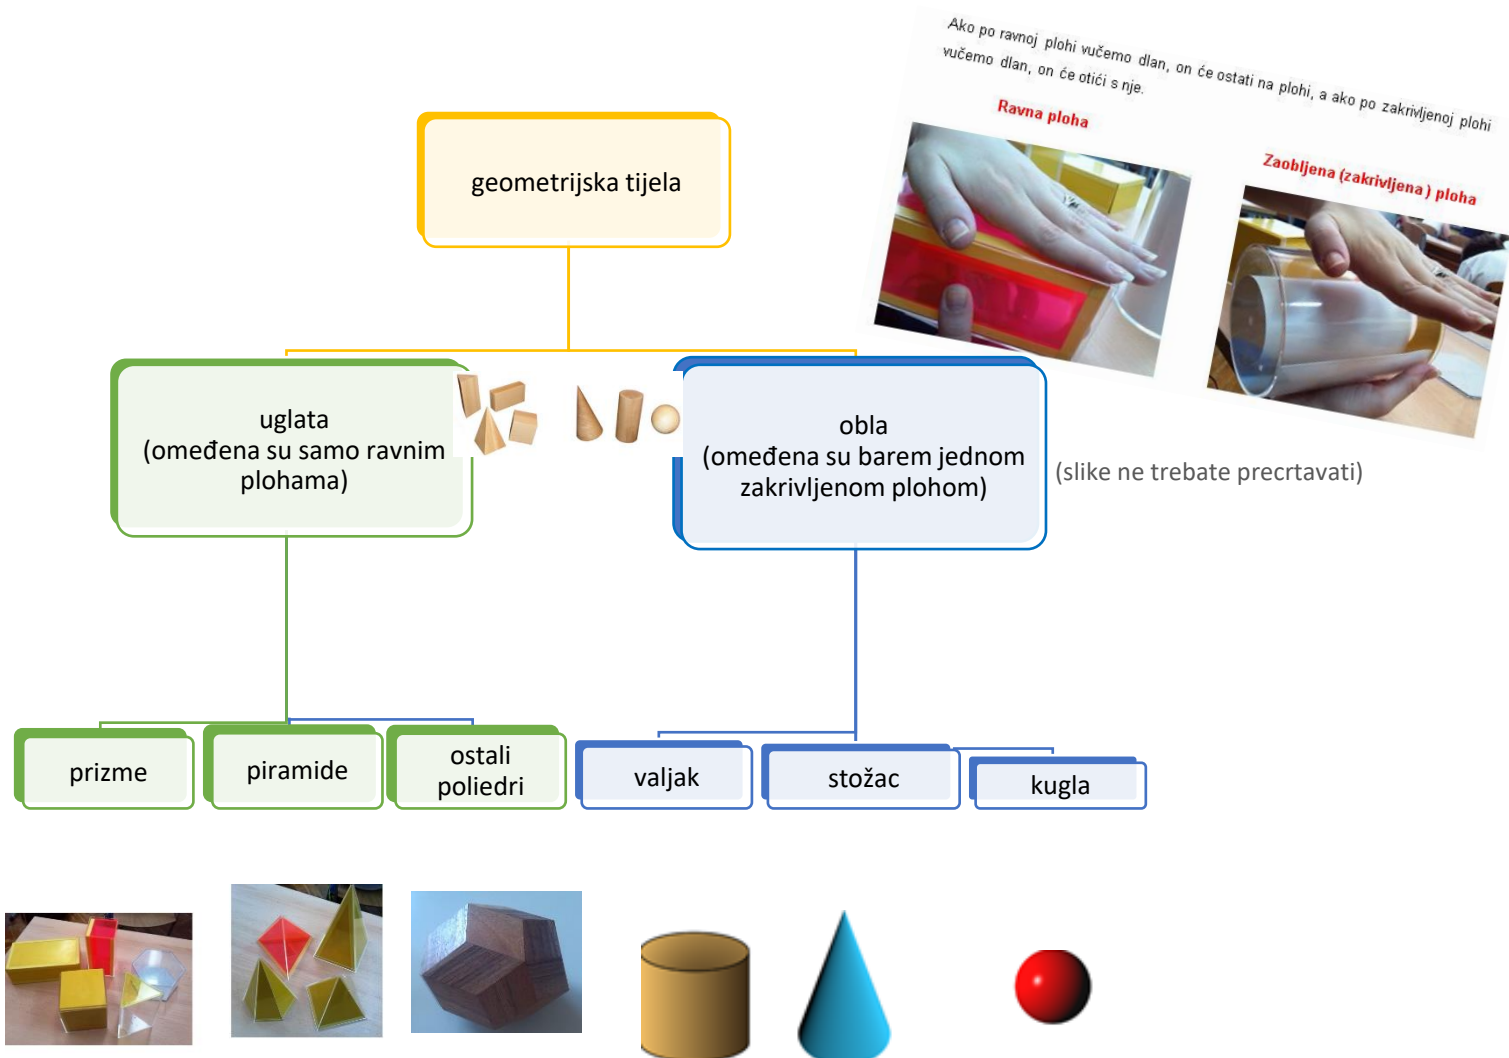 Ako po ravnoj plohi vučemo dlan, on će ostati na plohi, a ako po zakrivljenoj plohi
vučemo dlan, on će otići s nje.
Ravna ploha
Zaobljena (zakrivljena ) ploha
geometrijska tijela
uglata
(omeđena su samo ravnim
plohama)
obla
(omeđena su barem jednom
zakrivljenom plohom)
(slike ne trebate precrtavati)
prizme
piramide
ostali
poliedri
valjak
stožac
kugla